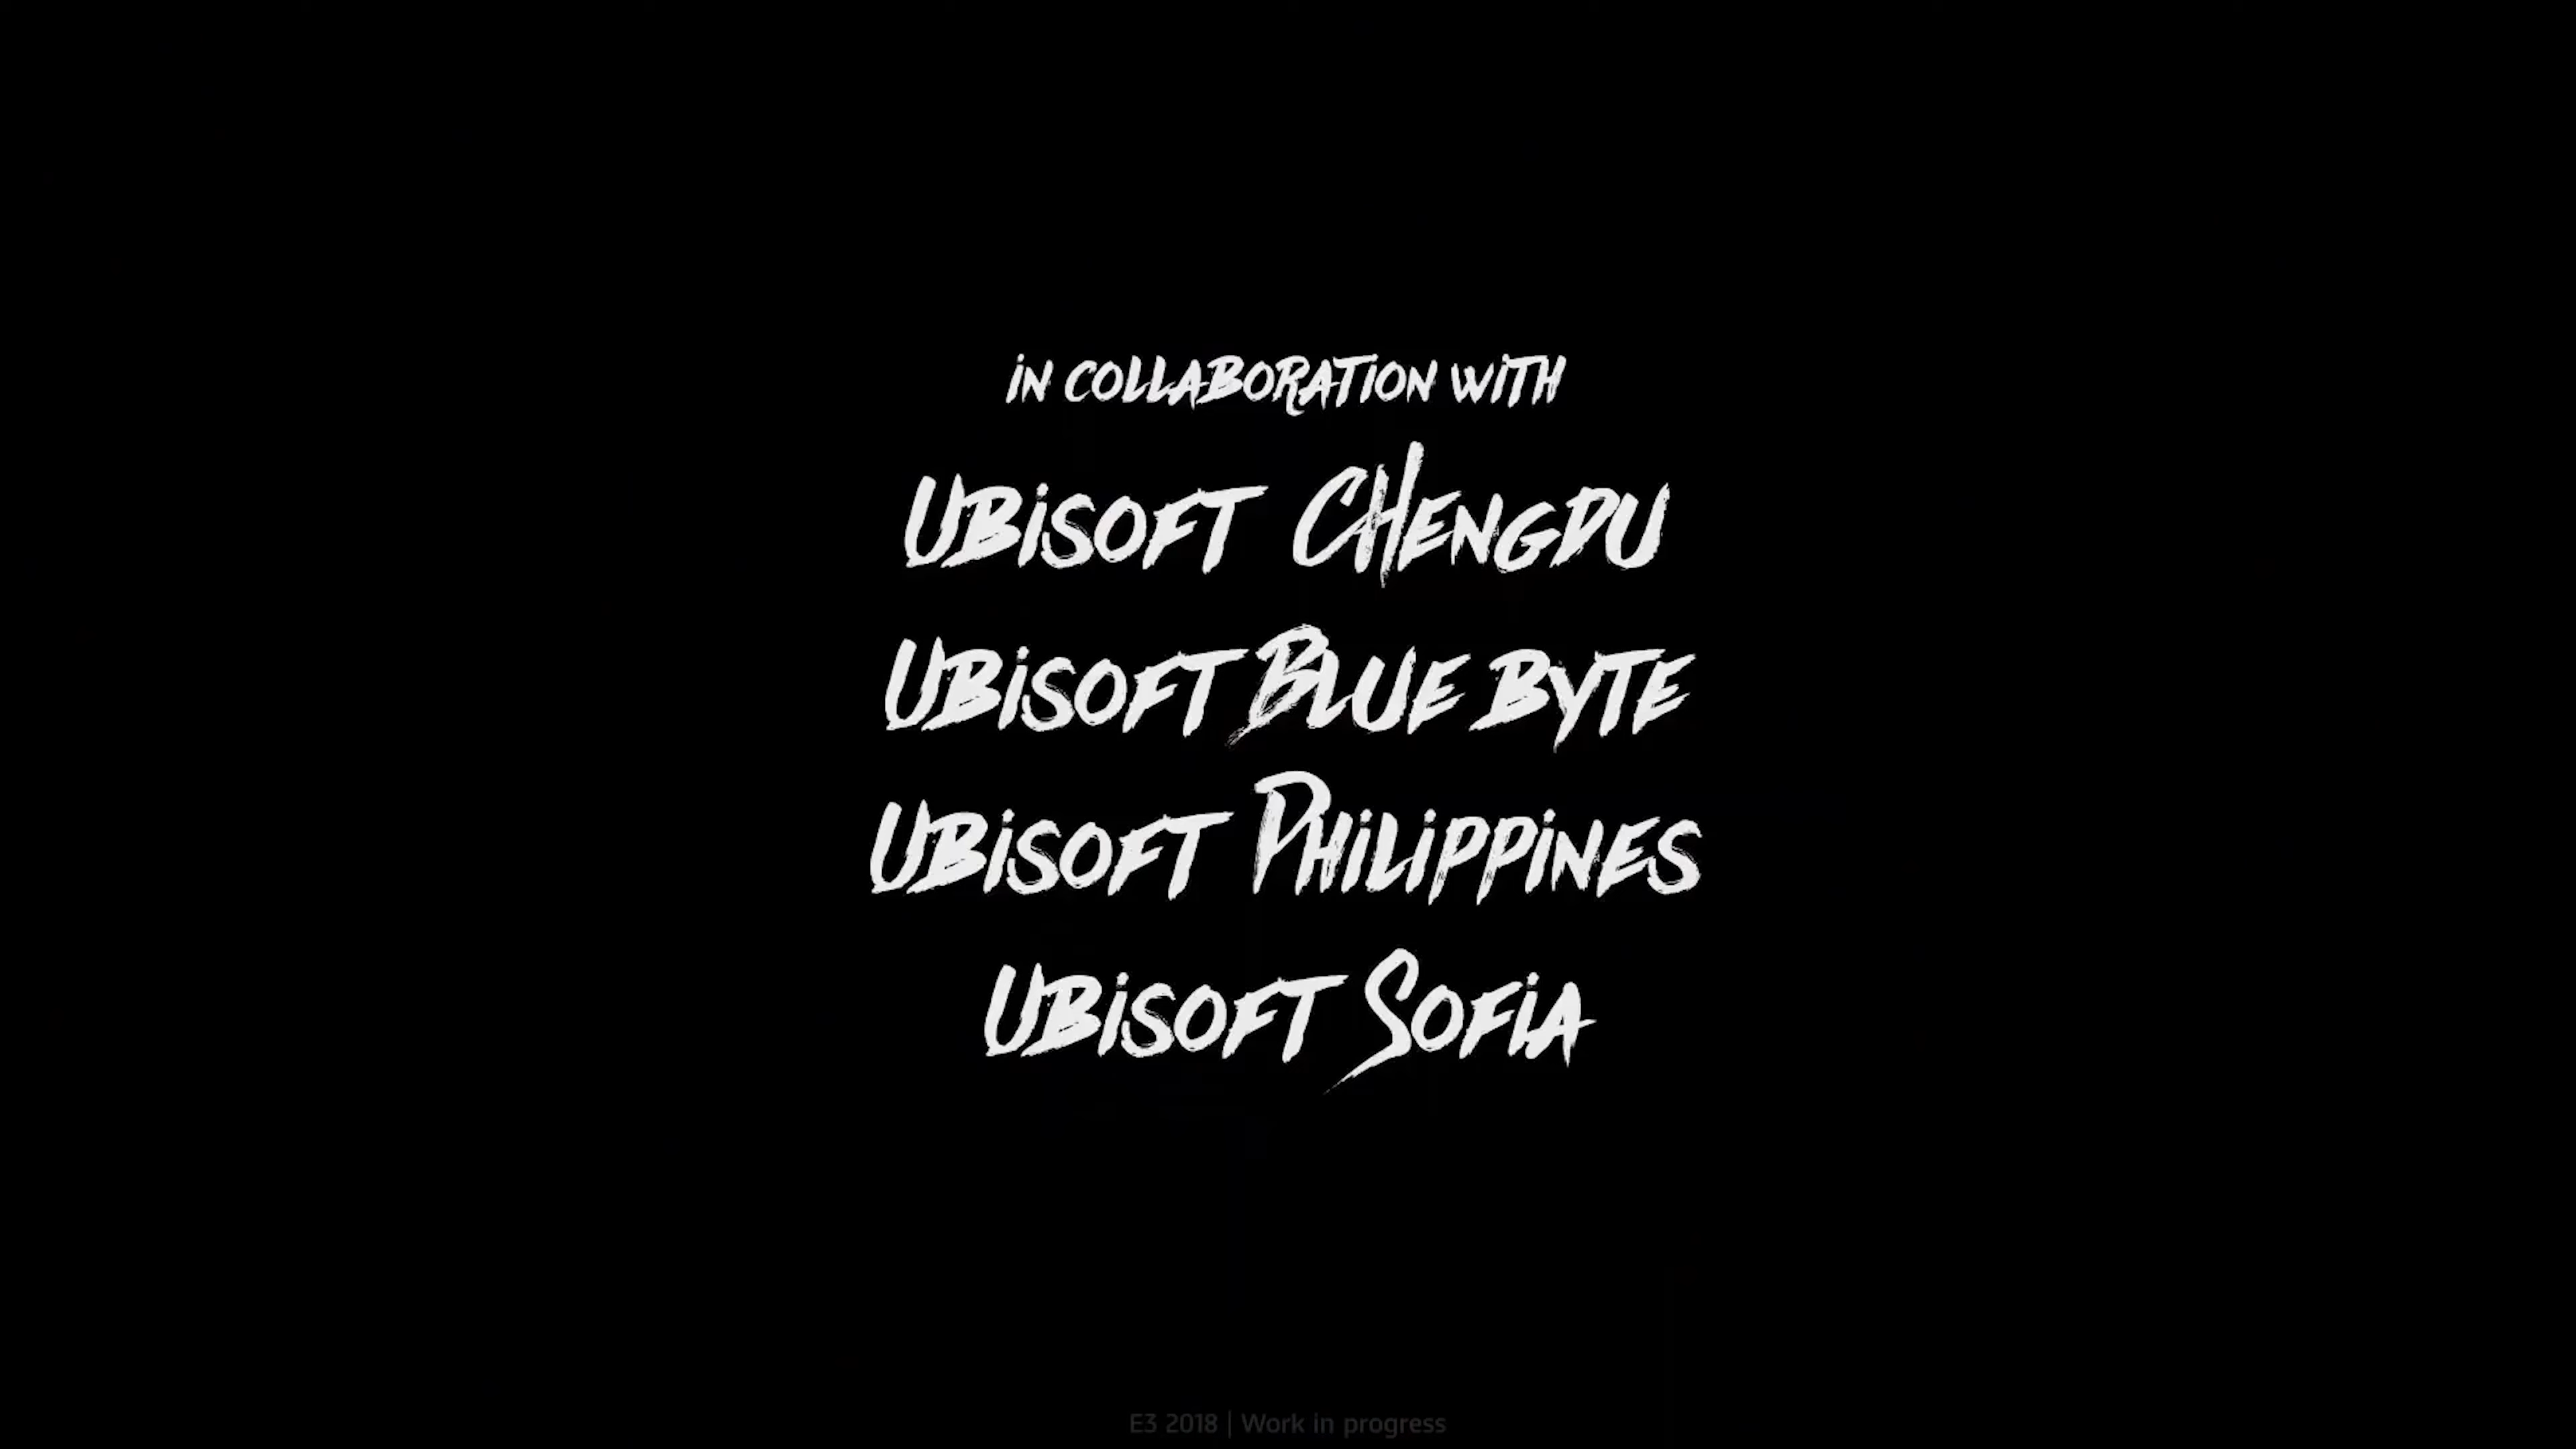 in collaboration with
Ubisoft Chengdu
Ubisoft Blue Byte
Ubisoft Philippines
Ubisoft Sofia
E3 2018 | Work in progress